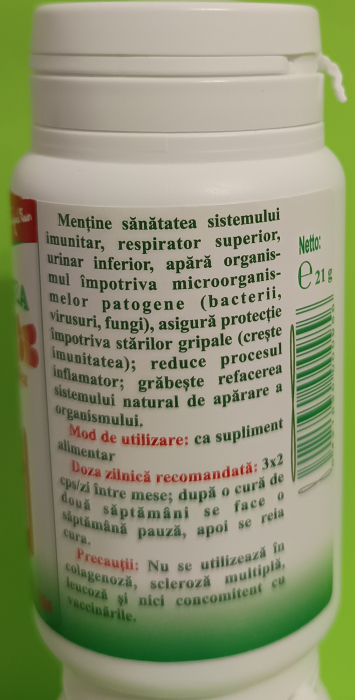 Menține sănătatea sistemului
imunitar, respirator superior,
urinar inferior, apără organis-
mul împotriva microorganis-
melor patogene (bacterii,
virusuri, fungi), asigură protecție
împotriva stărilor gripale (crește
imunitatea); reduce procesul
inflamator; grăbește refacerea
sistemului natural de apărare a
organismului.
Mod de utilizare: ca supliment
alimentar
Doza zilnică recomandată: 3x2
cps/zi între mese; după o cură de
două săptămâni se face o
săptămână pauză, apoi se reia
cura.
Precauții: Nu se utilizează în
colagenoză, scleroză multiplă,
leucoză și nici concomitent cu
vaccinările.
Netto:
℮ 21 g